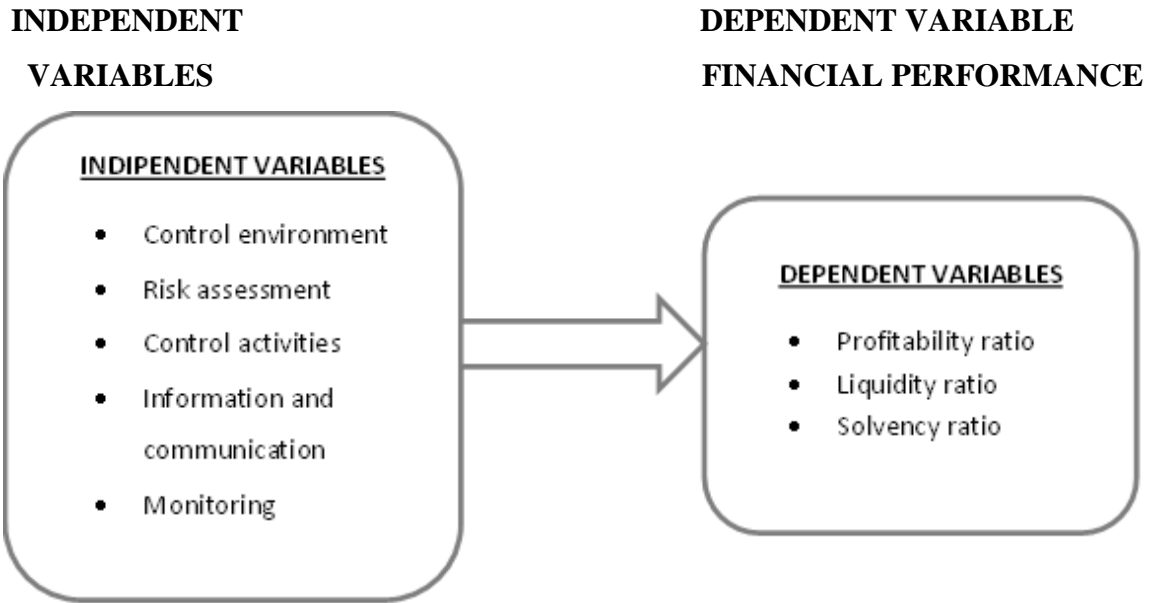 INDEPENDENT
VARIABLES
DEPENDENT VARIABLE
FINANCIAL PERFORMANCE
INDIPENDENT VARIABLES
• Control environment
• Risk assessment
• Control activities
• Information and
communication
• Monitoring
DEPENDENT VARIABLES
• Profitability ratio
• Liquidity ratio
• Solvency ratio